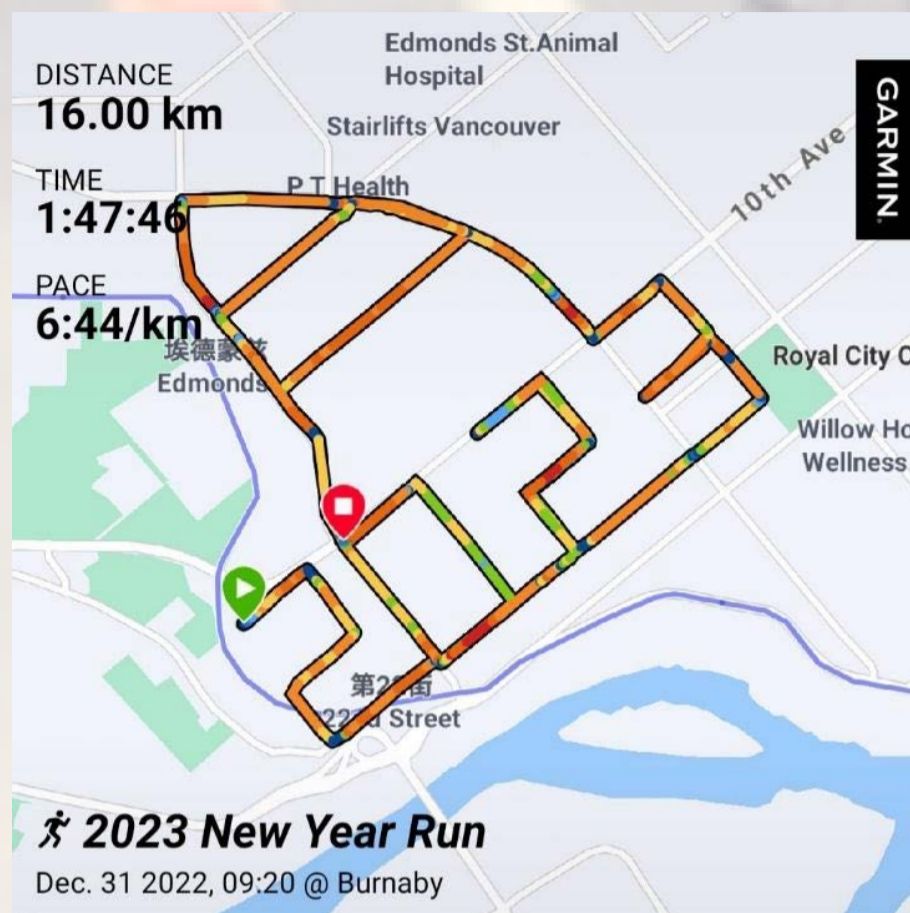 DISTANCE
16.00 km
TIME
1:47:46
PACE
6:44/km
Edmonds St.Animal
Hospital
Stairlifts Vancouver
P T Health
10th Ave
GARMIN.
埃德蒙
Edmonds
Royal City
Willow
Wellness
Street
2023 New Year Run
Dec. 31 2022, 09:20 @ Burnaby